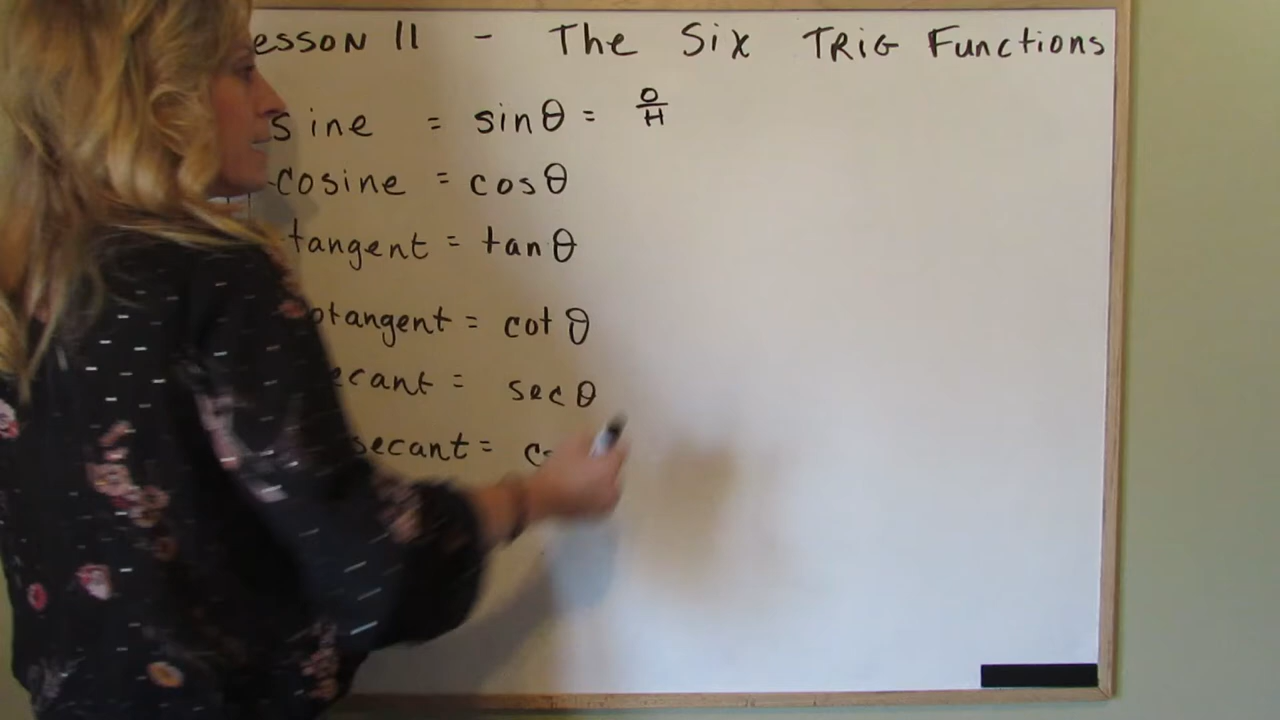 esson 11 - The Six Trig Functions
sine = sinθ = O/H
cosine = cosθ
tangent = tanθ
otangent = cot θ
ecant = sec θ
secant =